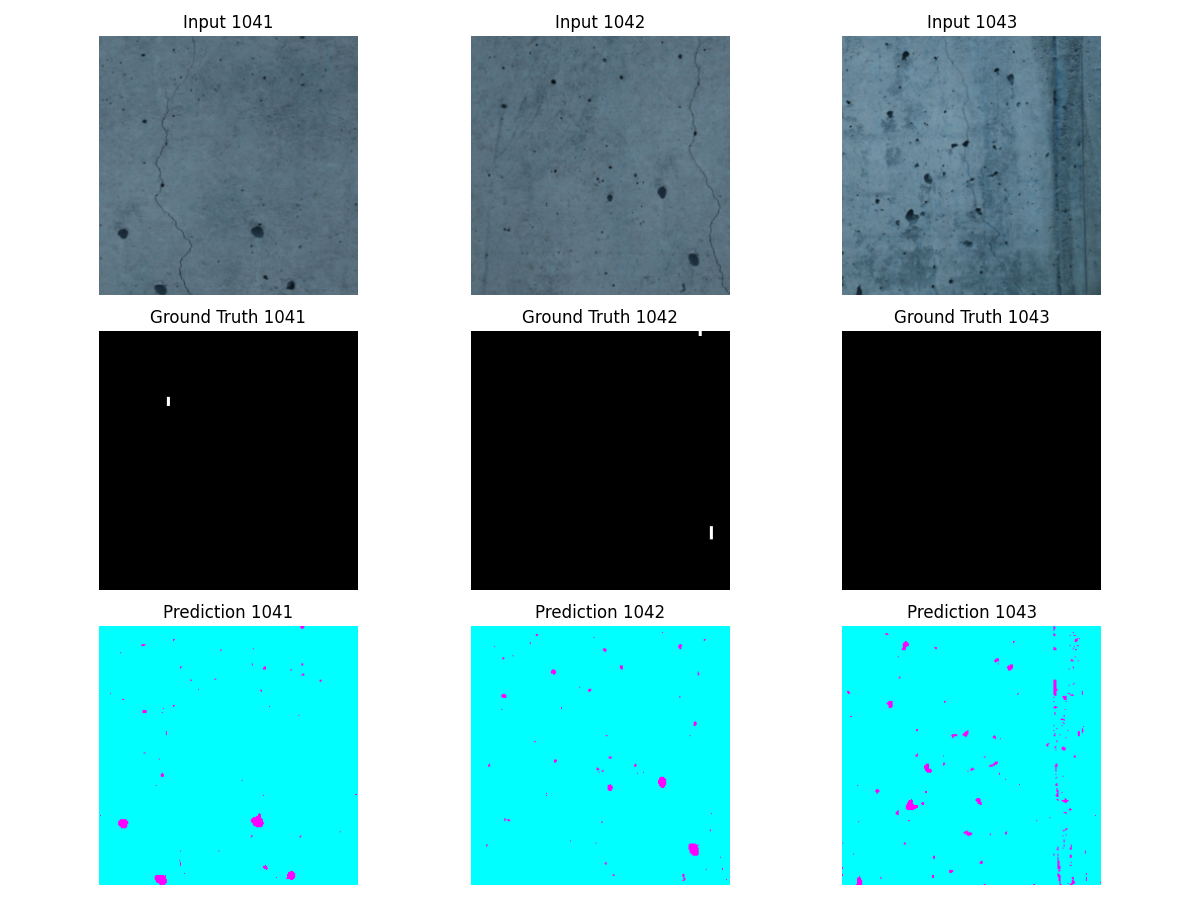 Input 1041
Input 1042
Input 1043
Ground Truth 1041
Ground Truth 1042
Ground Truth 1043
Prediction 1041
Prediction 1042
Prediction 1043